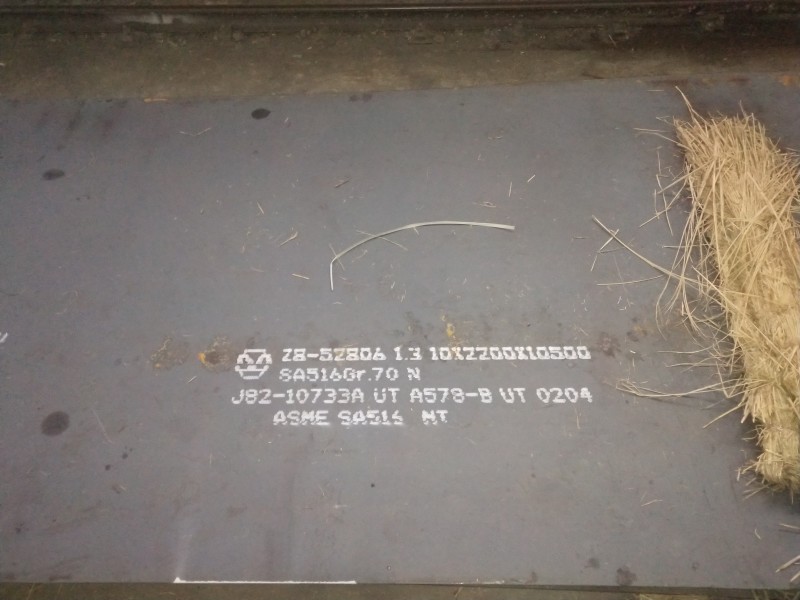 Z8-52806 1.3 10X2200X10500
SA516Gr.70 N
J82-10733A UT A578-B UT 0204
ASME SA516 MT